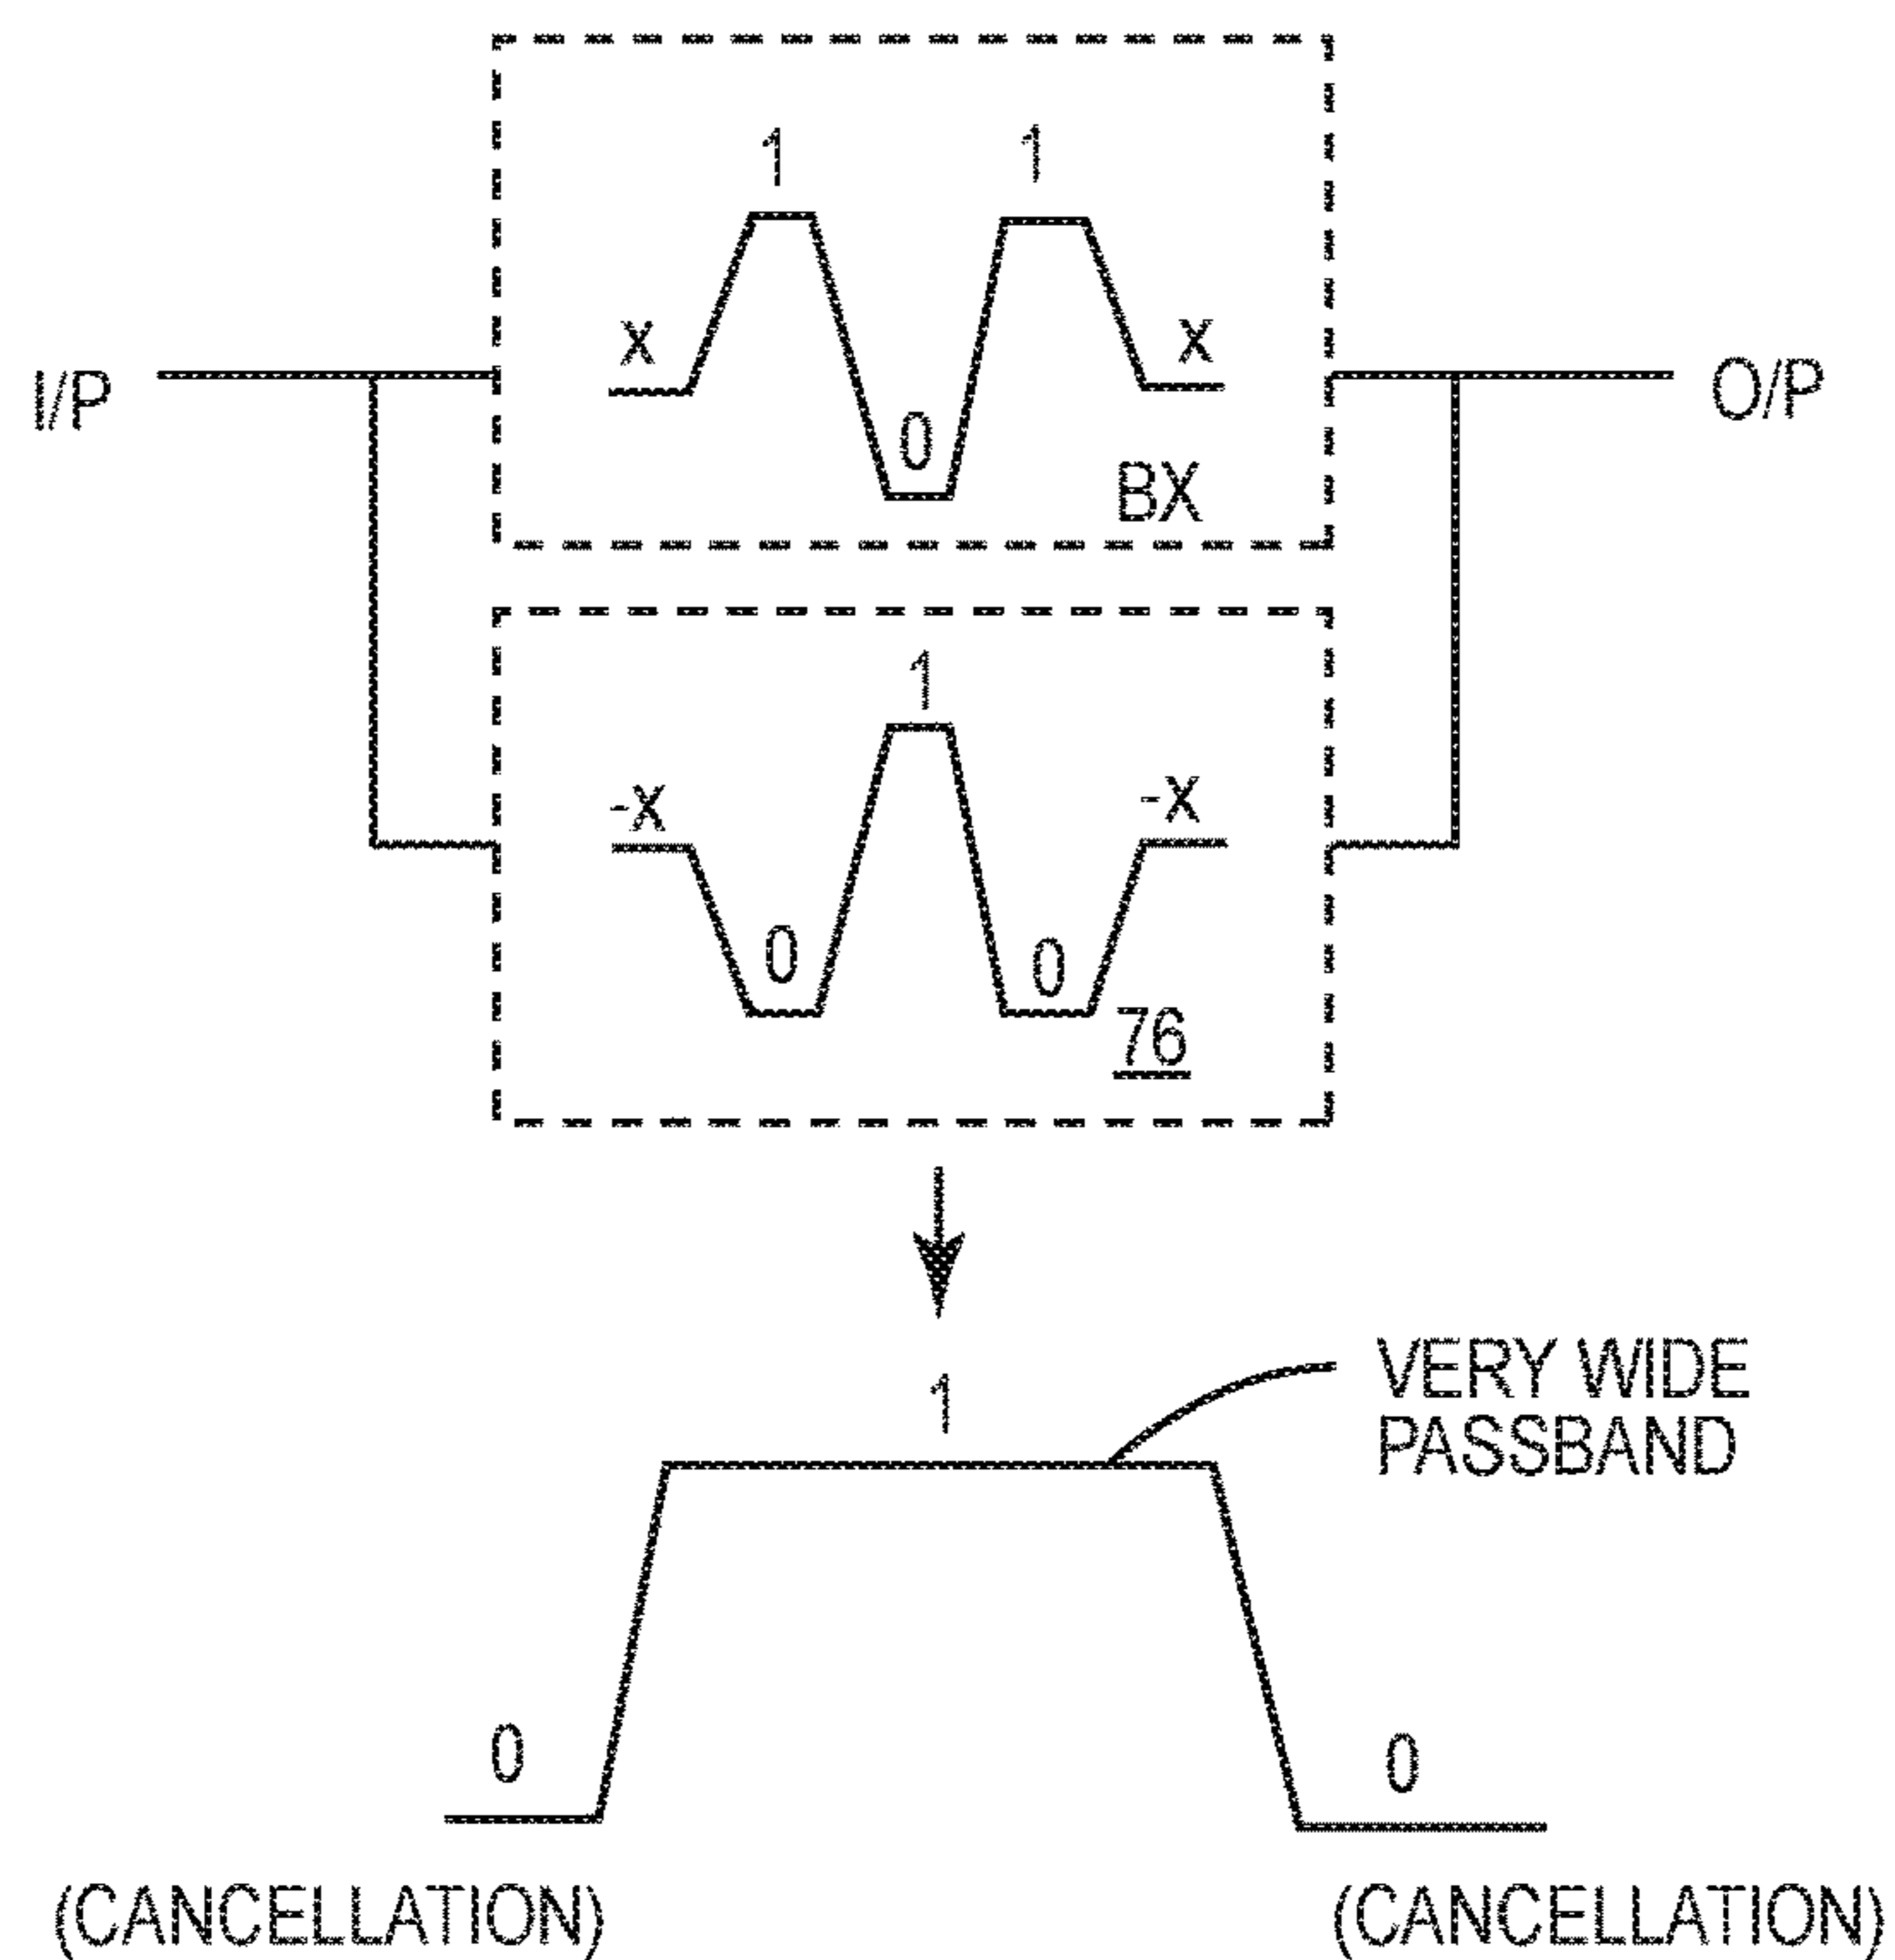 1 1
x x
0
BX
I/P
O/P
1
-x -x
0 0
76
1
VERY WIDE
PASSBAND
0 0
(CANCELLATION) (CANCELLATION)